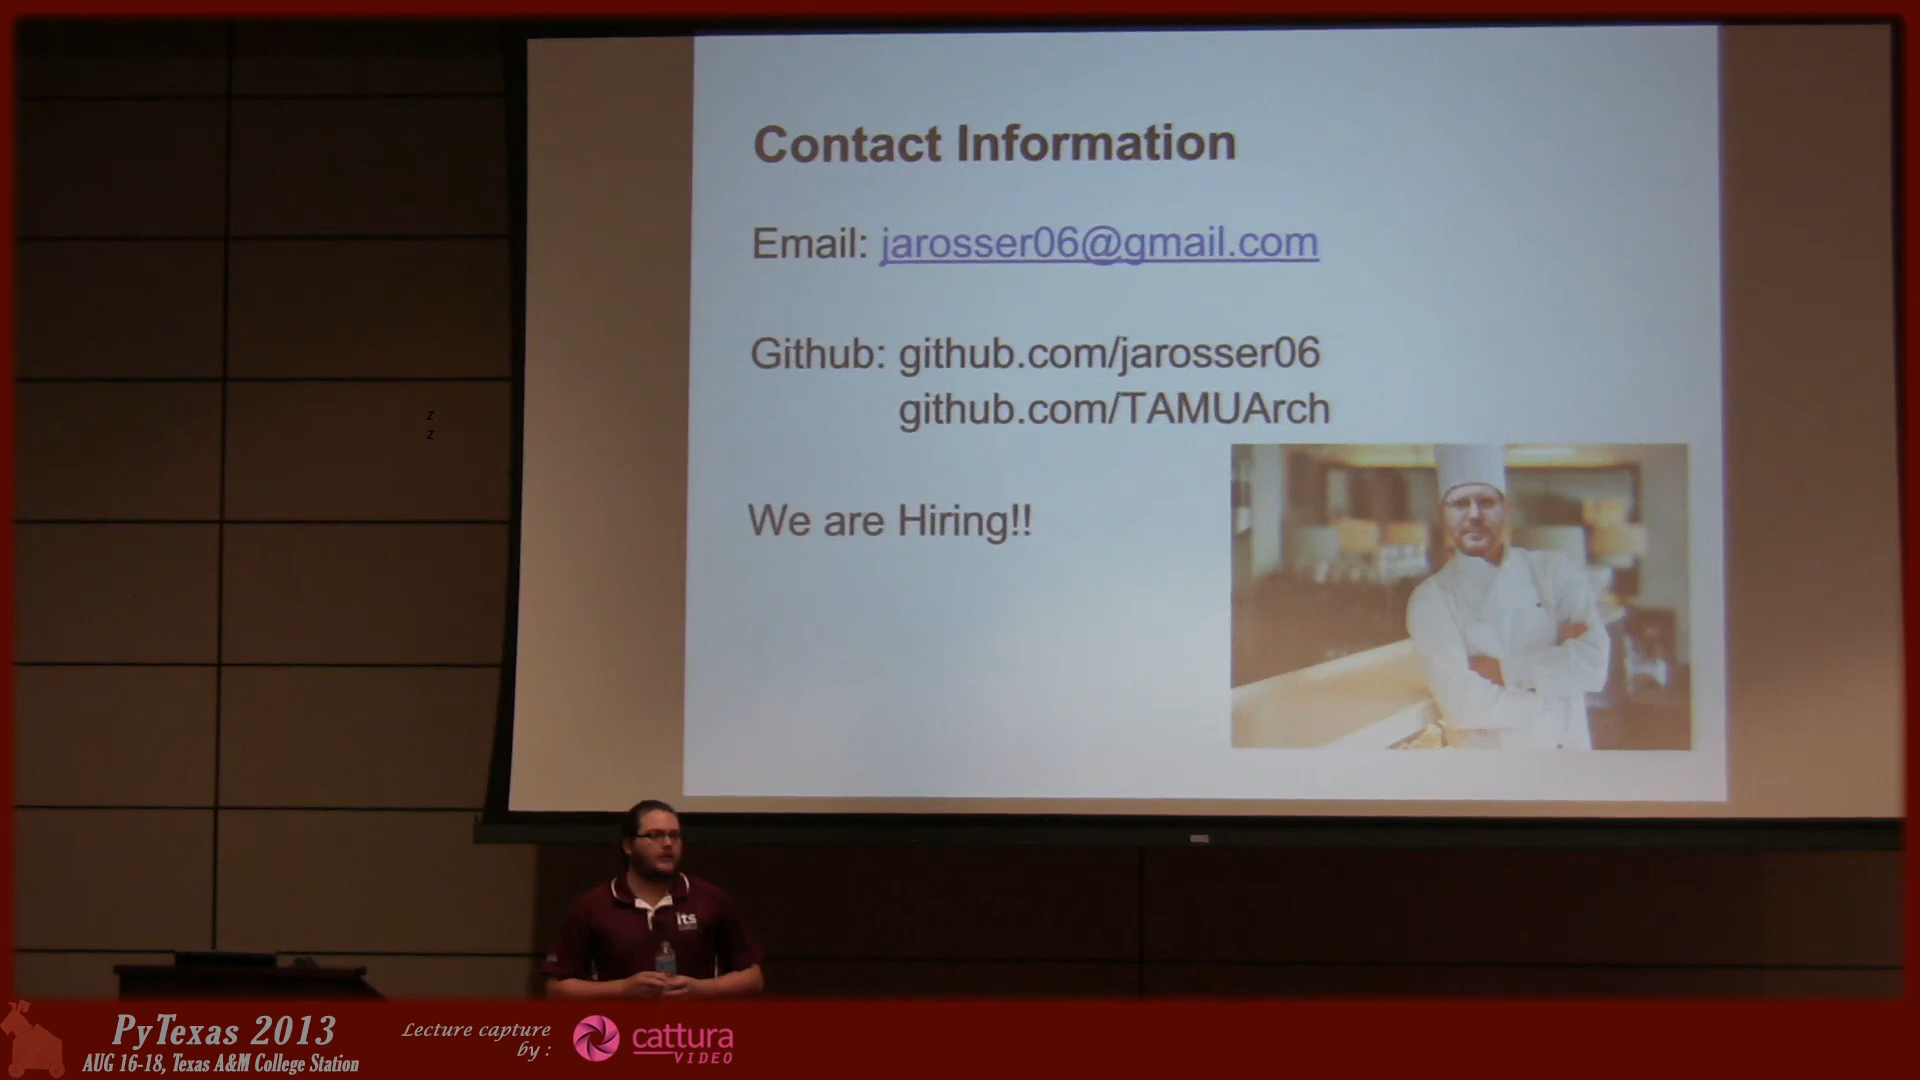 Contact Information
Email: jarosser06@gmail.com
Github: github.com/jarosser06
github.com/TAMUArch
We are Hiring!!
z
z
its
PyTexas 2013
AUG 16-18, Texas A&M College Station
Lecture capture
by :
cattura
VIDEO